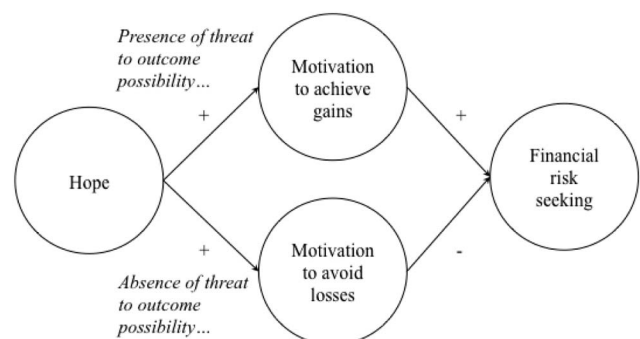 Presence of threat
to outcome
possibility…
+
Motivation
to achieve
gains
+
Hope
Financial
risk
seeking
+
Absence of threat
to outcome
possibility…
Motivation
to avoid
losses
-